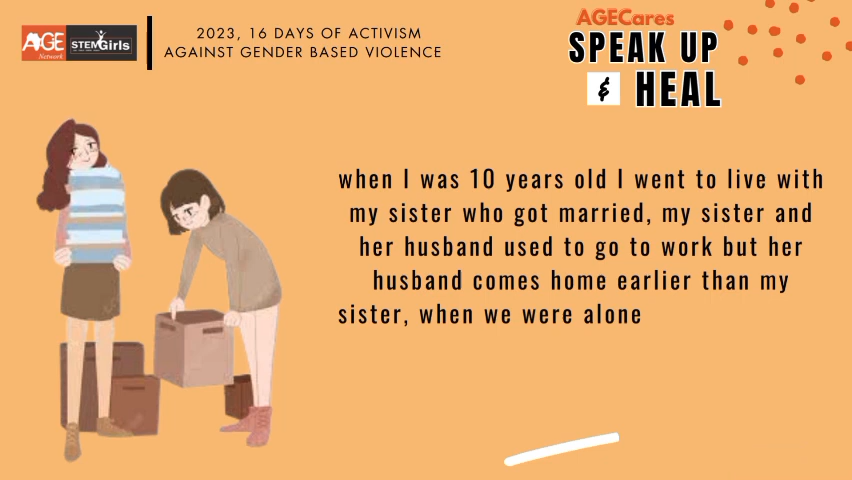 AGE
Network
STEMGirls
2023, 16 DAYS OF ACTIVISM
AGAINST GENDER BASED VIOLENCE
AGECares
SPEAK UP
& HEAL
when I was 10 years old I went to live with
my sister who got married, my sister and
her husband used to go to work but her
husband comes home earlier than my
sister, when we were alone